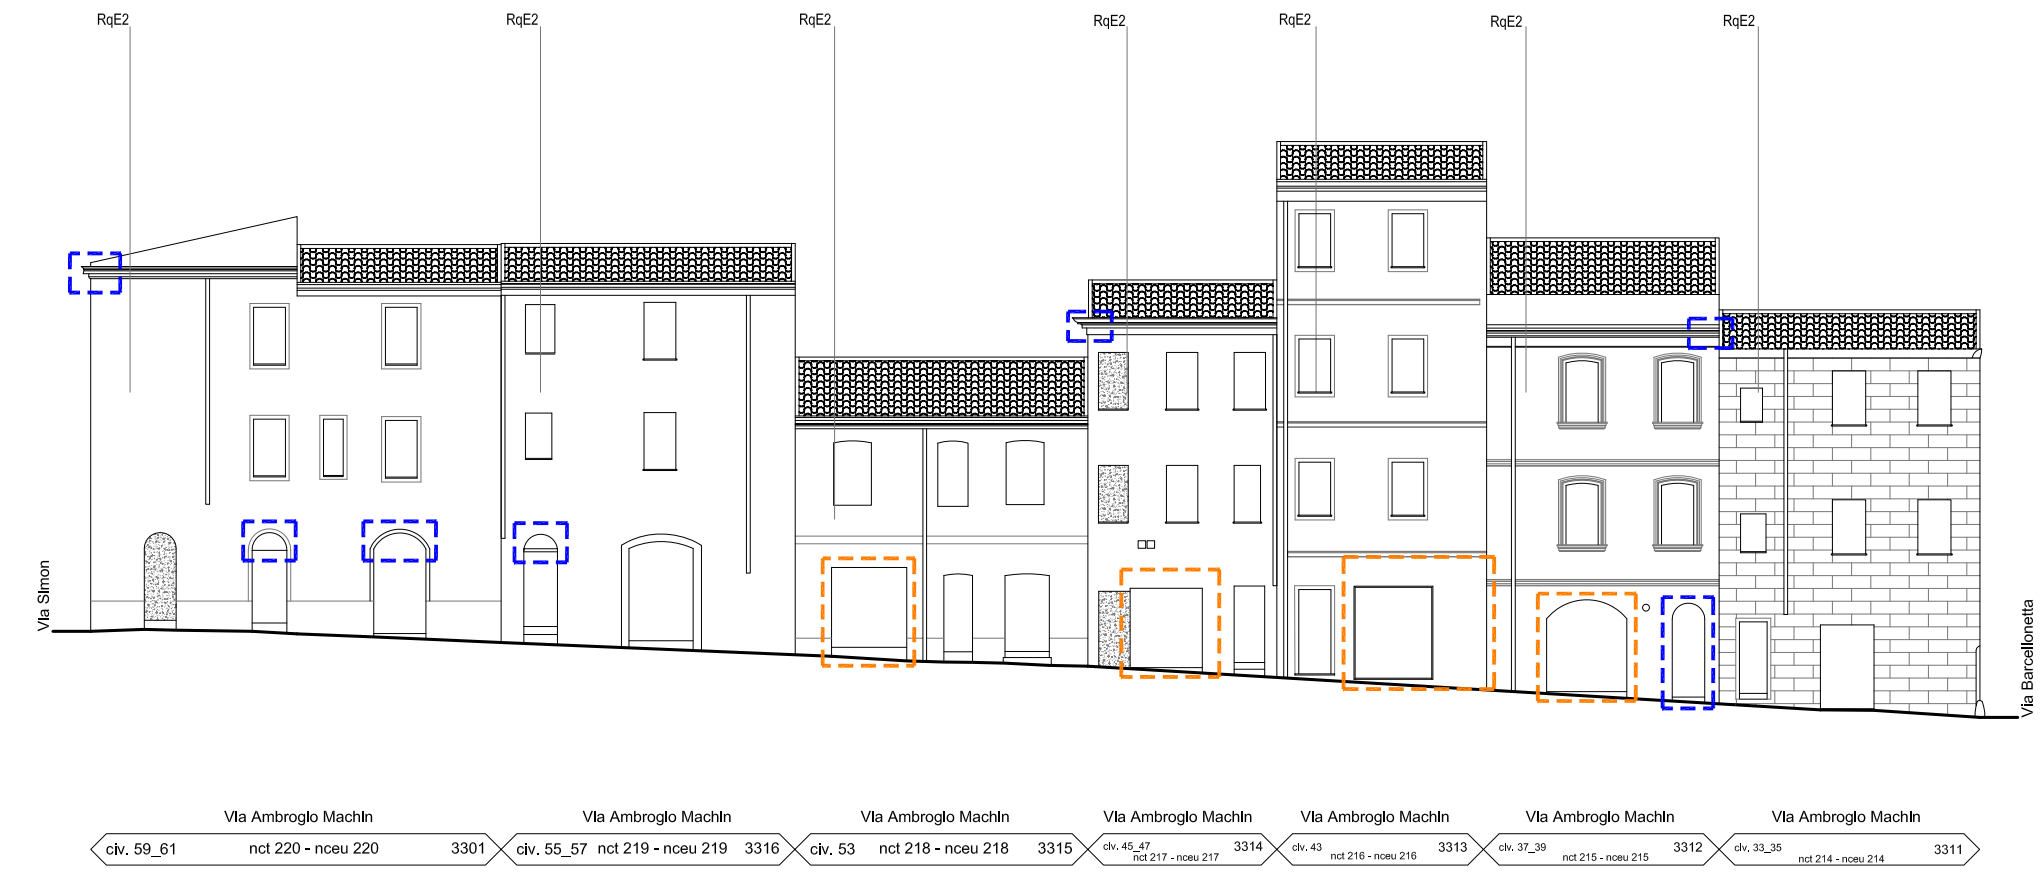 RqE2 RqE2 RqE2 RqE2 RqE2 RqE2 RqE2
Via Simon
Via Barcellonetta
Via Ambrogio Machin Via Ambrogio Machin Via Ambrogio Machin Via Ambrogio Machin Via Ambrogio Machin Via Ambrogio Machin Via Ambrogio Machin
civ. 59_61 nct 220 - nceu 220 3301
civ. 55_57 nct 219 - nceu 219 3316
civ. 53 nct 218 - nceu 218 3315
civ. 45_47 nct 217 - nceu 217 3314
civ. 43 nct 216 - nceu 216 3313
civ. 37_39 nct 215 - nceu 215 3312
civ. 33_35 nct 214 - nceu 214 3311